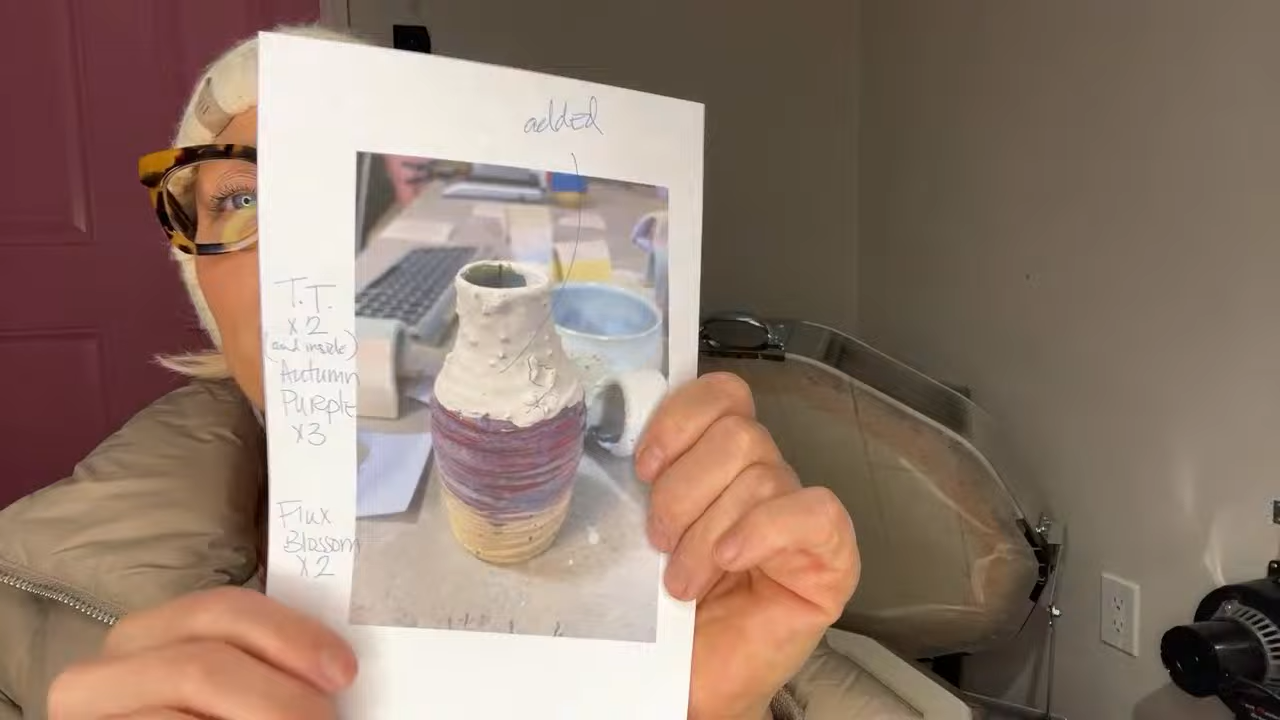 added
T.T.
x2
(and inside)
Autumn
Purple
x3
Flux
Blossom
x2